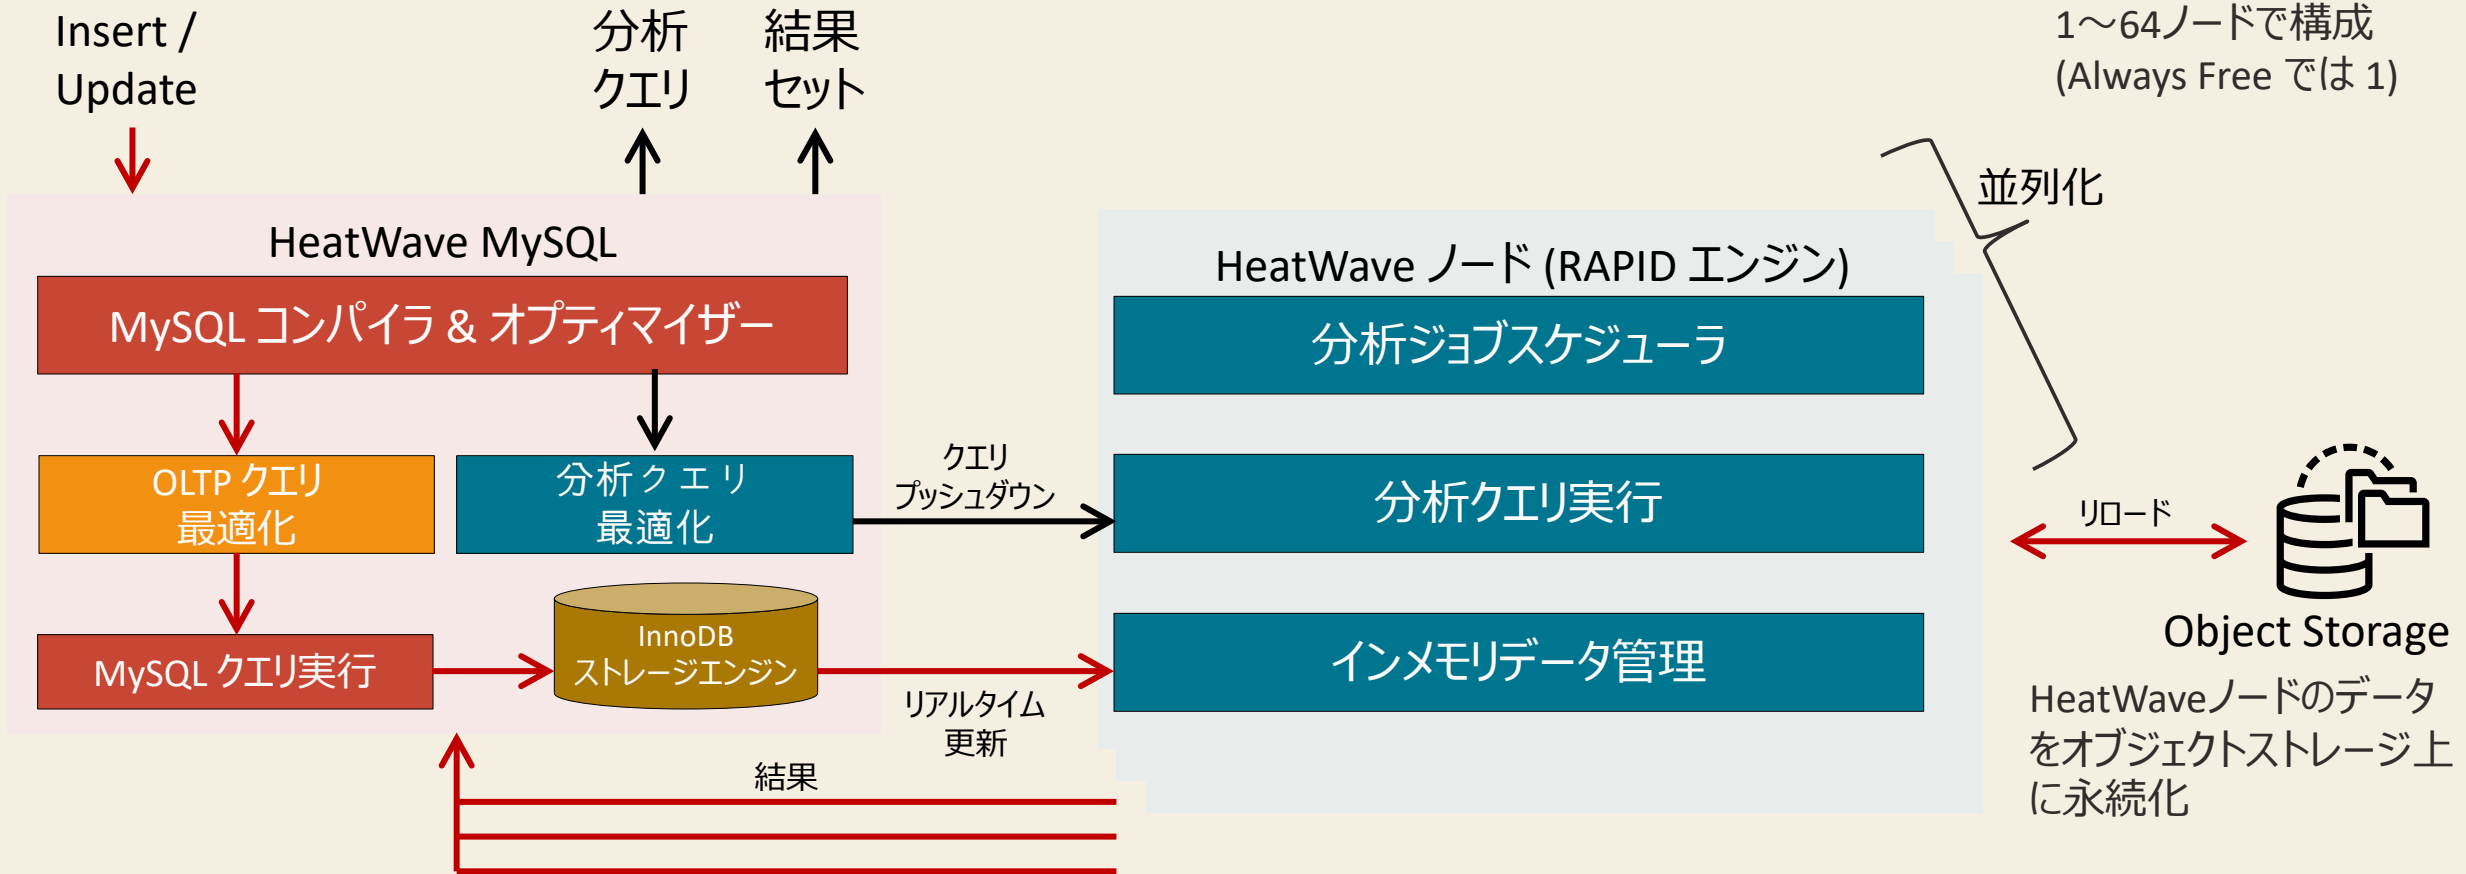 Insert /
Update
分析
クエリ
結果
セット
1～64ノードで構成
(Always Free では 1)
並列化
HeatWave MySQL
MySQL コンパイラ & オプティマイザー
OLTP クエリ
最適化
分析クエリ
最適化
MySQL クエリ実行
InnoDB
ストレージエンジン
クエリ
プッシュダウン
リアルタイム
更新
結果
HeatWave ノード (RAPID エンジン)
分析ジョブスケジューラ
分析クエリ実行
インメモリデータ管理
リロード
Object Storage
HeatWaveノードのデータ
をオブジェクトストレージ上
に永続化